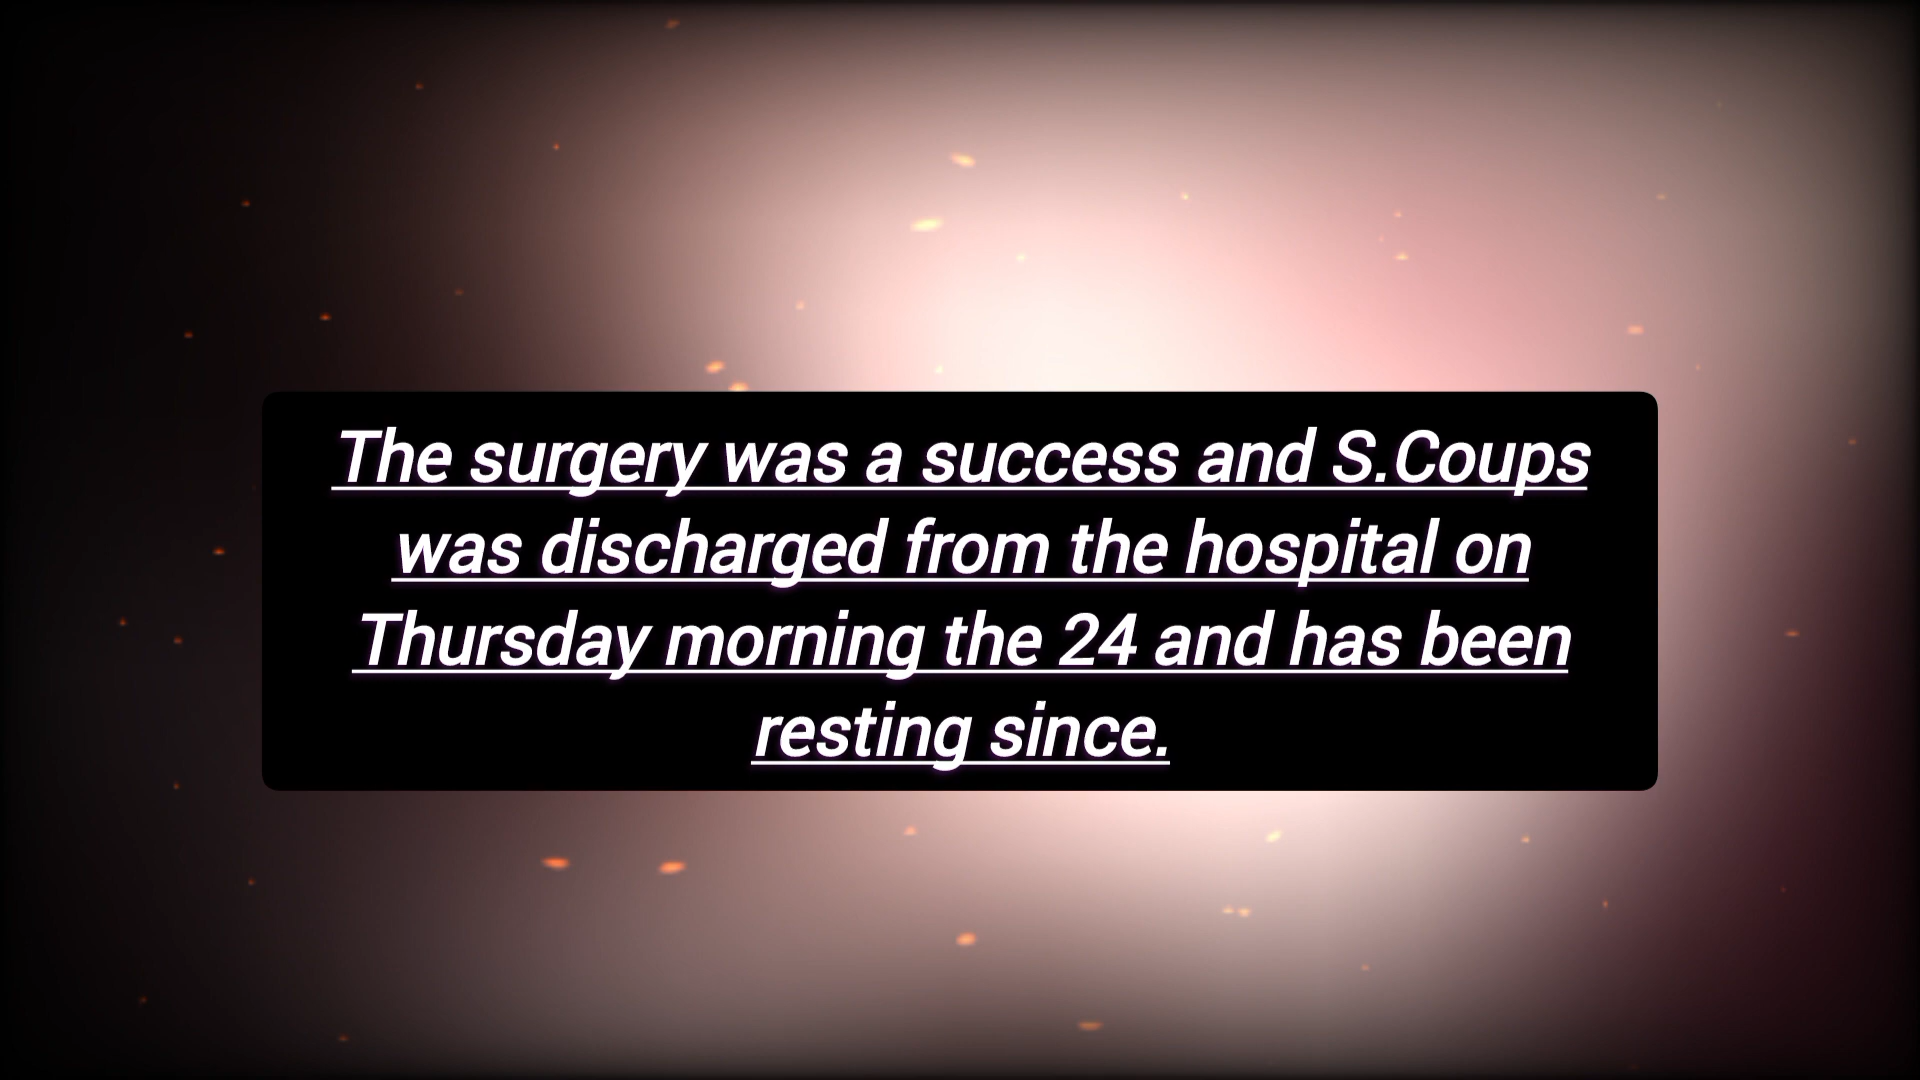 The surgery was a success and S.Coups
was discharged from the hospital on
Thursday morning the 24 and has been
resting since.